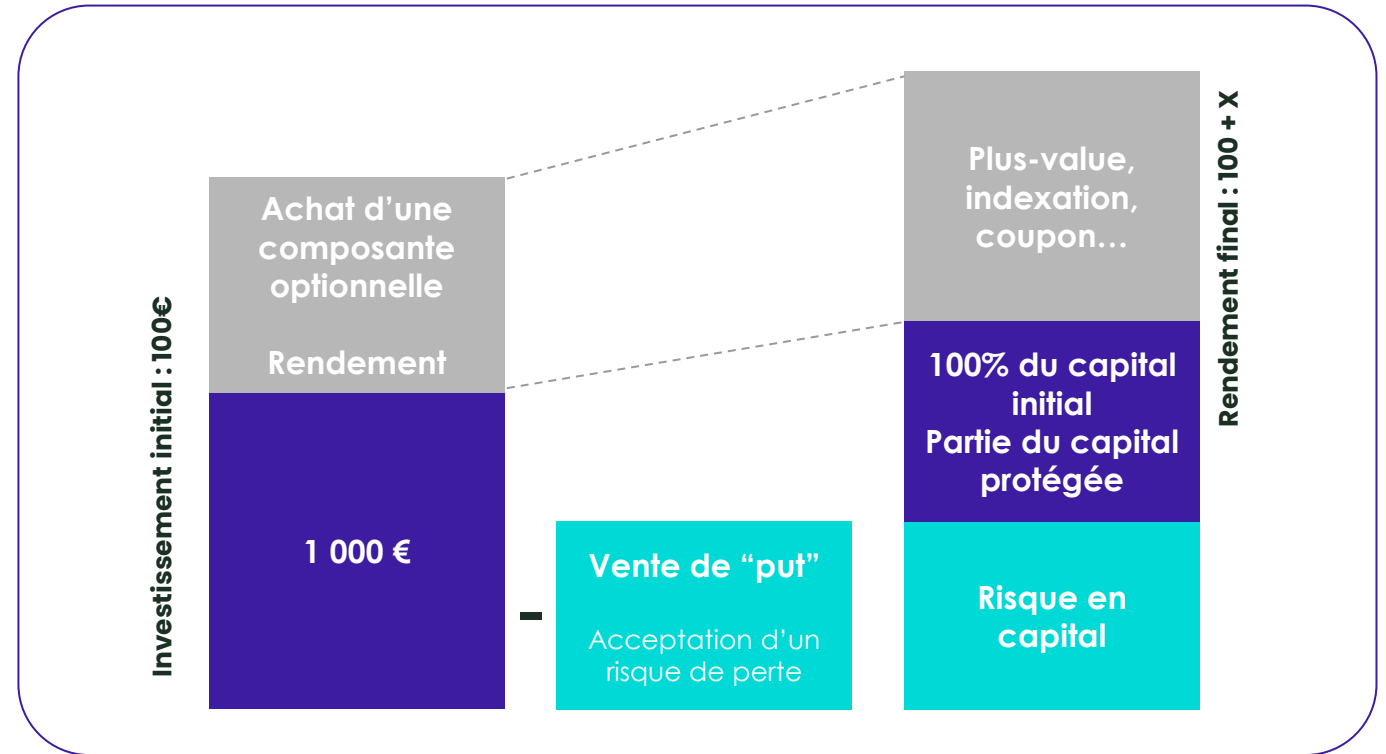 Investissement initial : 100€
Achat d’une
composante
optionnelle
Rendement
1 000 €
-
Vente de “put”
Acceptation d’un
risque de perte
Plus-value,
indexation,
coupon…
100% du capital
initial
Partie du capital
protégée
Risque en
capital
Rendement final : 100 + X